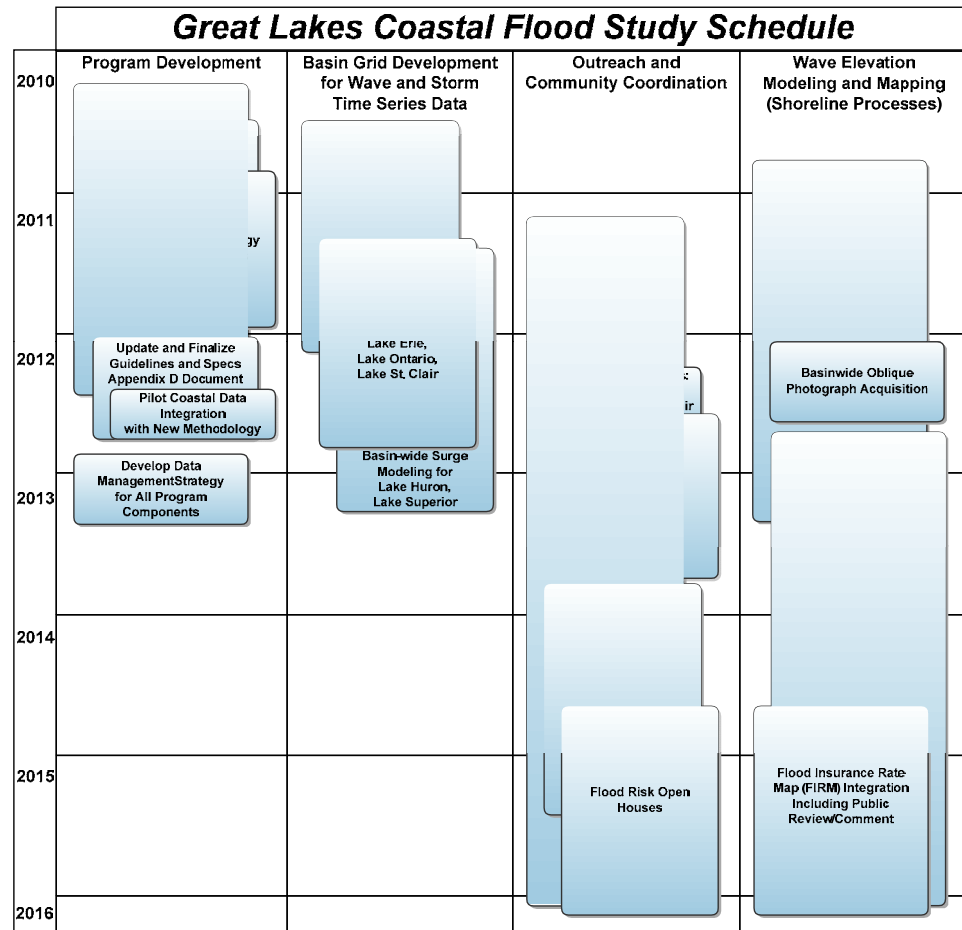 Great Lakes Coastal Flood Study Schedule
Program Development
Basin Grid Development
for Wave and Storm
Time Series Data
Outreach and
Community Coordination
Wave Elevation
Modeling and Mapping
(Shoreline Processes)
2010
2011
2012
2013
2014
2015
2016
gy
Update and Finalize
Guidelines and Specs
Appendix D Document
Pilot Coastal Data
Integration
with New Methodology
Develop Data
ManagementStrategy
for All Program
Components
Lake Erie,
Lake Ontario,
Lake St. Clair
Basin-wide Surge
Modeling for
Lake Huron,
Lake Superior
ir
Flood Risk Open
Houses
Basinwide Oblique
Photograph Acquisition
Flood Insurance Rate
Map (FIRM) Integration
Including Public
Review/Comment